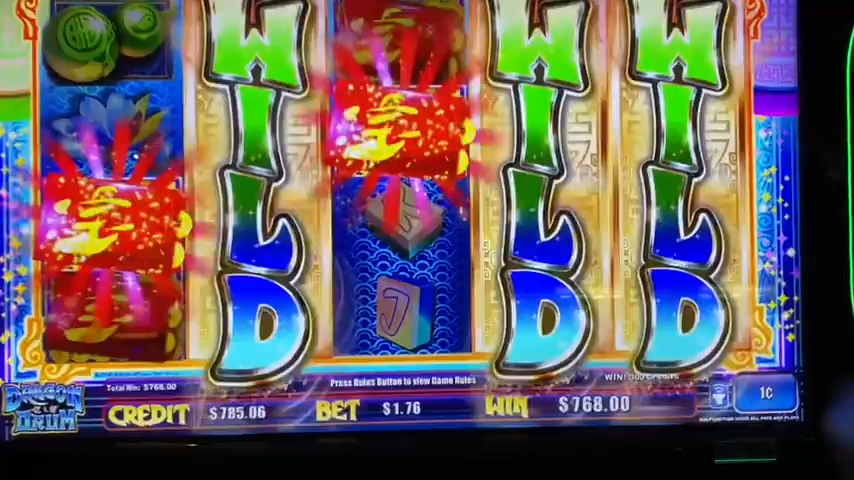 WILD
WILD
WILD
J
Total Win: $768.00
Press Rules Button to view Game Rules
DRAGON
DRUM
CREDIT
$785.06
BET
$1.76
WIN
$768.00
1¢